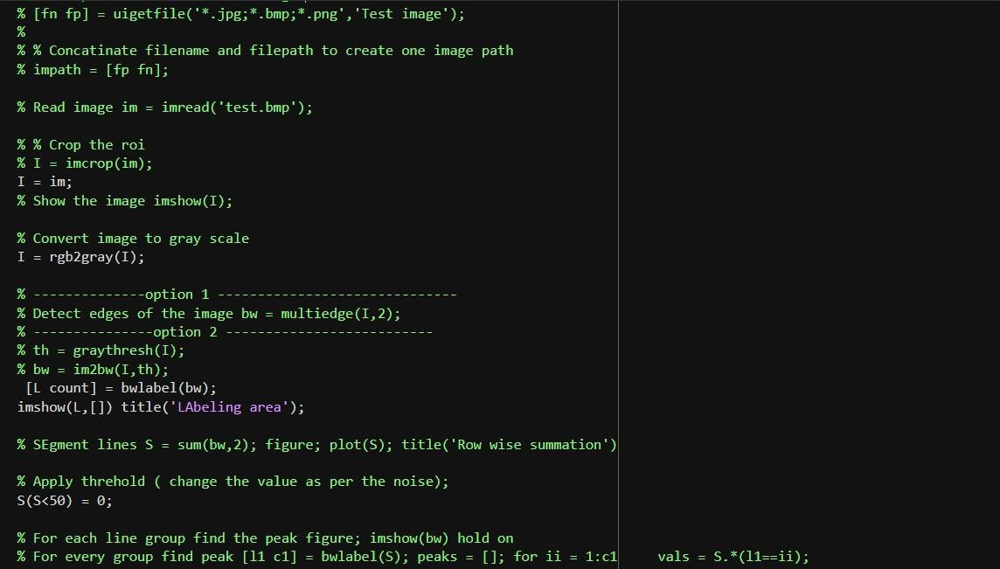 % [fn fp] = uigetfile('*.jpg;*.bmp;*.png','Test image');
%
% % Concatinate filename and filepath to create one image path
% impath = [fp fn];
% Read image im = imread('test.bmp');
% % Crop the roi
% I = imcrop(im);
I = im;
% Show the image imshow(I);
% Convert image to gray scale
I = rgb2gray(I);
% --------------option 1 ------------------------------
% Detect edges of the image bw = multiedge(I,2);
% ---------------option 2 --------------------------
% th = graythresh(I);
% bw = im2bw(I,th);
[L count] = bwlabel(bw);
imshow(L,[]) title('LAbeling area');
% SEgment lines S = sum(bw,2); figure; plot(S); title('Row wise summation')
% Apply threhold ( change the value as per the noise);
S(S<50) = 0;
% For each line group find the peak figure; imshow(bw) hold on
% For every group find peak [l1 c1] = bwlabel(S); peaks = []; for ii = 1:c1     vals = S.*(l1==ii);